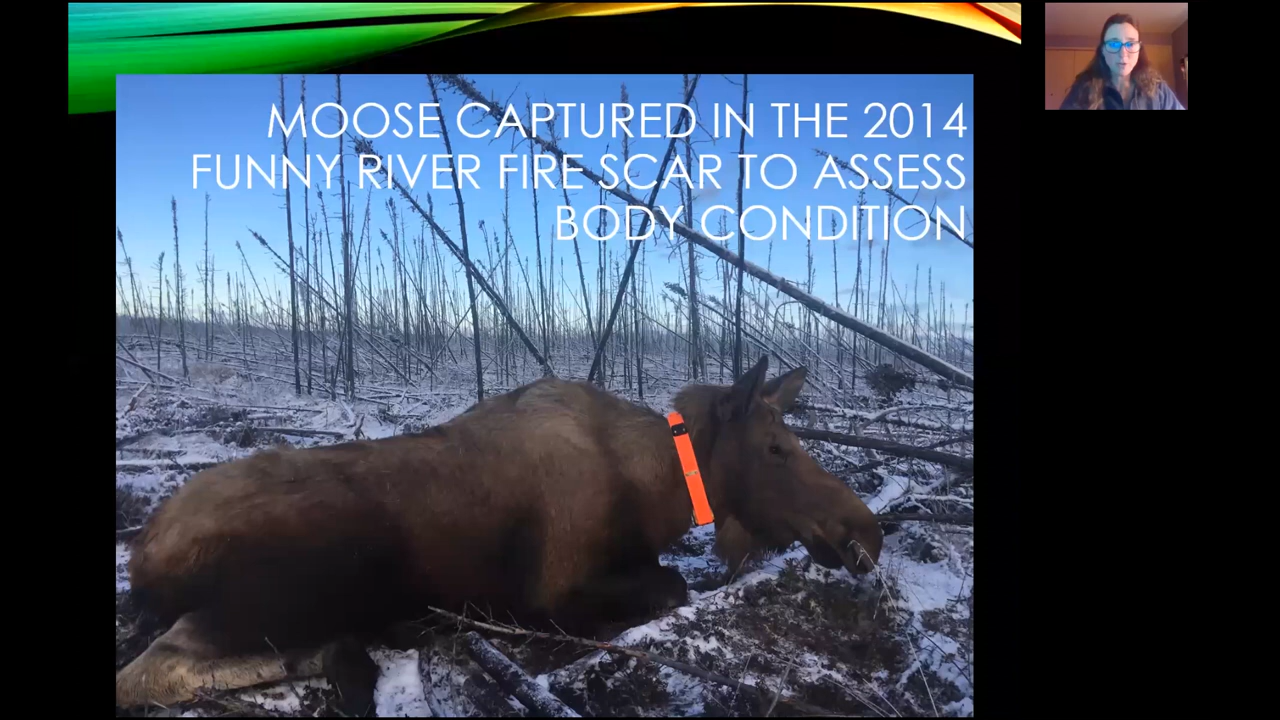 MOOSE CAPTURED IN THE 2014
FUNNY RIVER FIRE SCAR TO ASSESS
BODY CONDITION